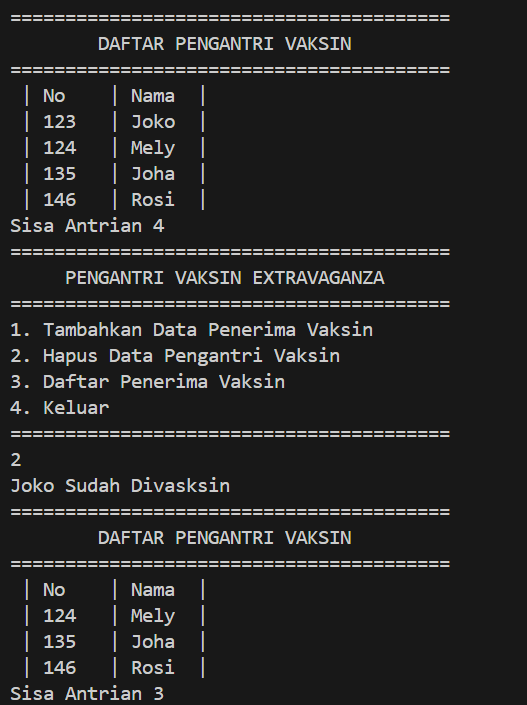 ========================================
DAFTAR PENGANTRI VAKSIN
========================================
| No | Nama |
| 123 | Joko |
| 124 | Mely |
| 135 | Joha |
| 146 | Rosi |
Sisa Antrian 4
========================================
PENGANTRI VAKSIN EXTRAVAGANZA
========================================
1. Tambahkan Data Penerima Vaksin
2. Hapus Data Pengantri Vaksin
3. Daftar Penerima Vaksin
4. Keluar
========================================
2
Joko Sudah Divasksin
========================================
DAFTAR PENGANTRI VAKSIN
========================================
| No | Nama |
| 124 | Mely |
| 135 | Joha |
| 146 | Rosi |
Sisa Antrian 3